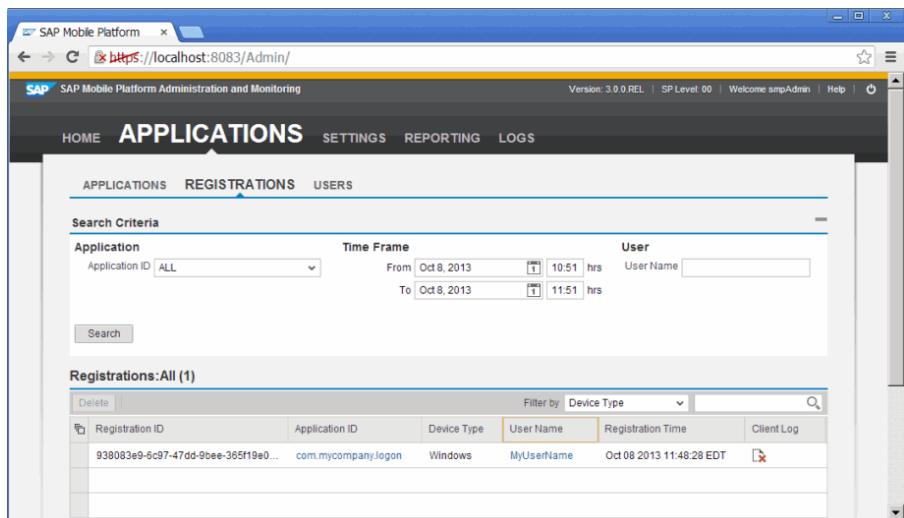 SAP Mobile Platform
https://localhost:8083/Admin/
SAP SAP Mobile Platform Administration and Monitoring Version: 3.0.0.REL | SP Level: 00 | Welcome smpAdmin | Help
HOME APPLICATIONS SETTINGS REPORTING LOGS
APPLICATIONS REGISTRATIONS USERS
Search Criteria
Application Time Frame User
Application ID ALL From Oct 8, 2013 1 10:51 hrs User Name
To Oct 8, 2013 1 11:51 hrs
Search
Registrations:All (1)
Delete Filter by Device Type
Registration ID Application ID Device Type User Name Registration Time Client Log
938083e9-6c97-47dd-9bee-365f19e0... com.mycompany.logon Windows MyUserName Oct 08 2013 11:48:28 EDT